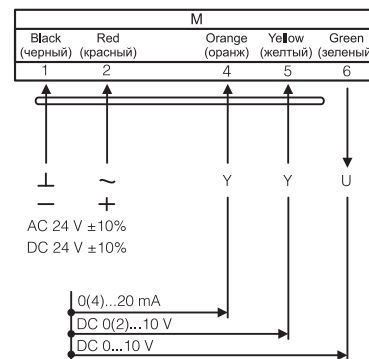 M
Black Red Orange Yellow Green
(черный) (красный) (оранж) (желтый) (зеленый
1 2 4 5 6
⊥ ~ Y Y U
− +
AC 24 V ±10%
DC 24 V ±10%
0(4)...20 mA
DC 0(2)...10 V
DC 0...10 V